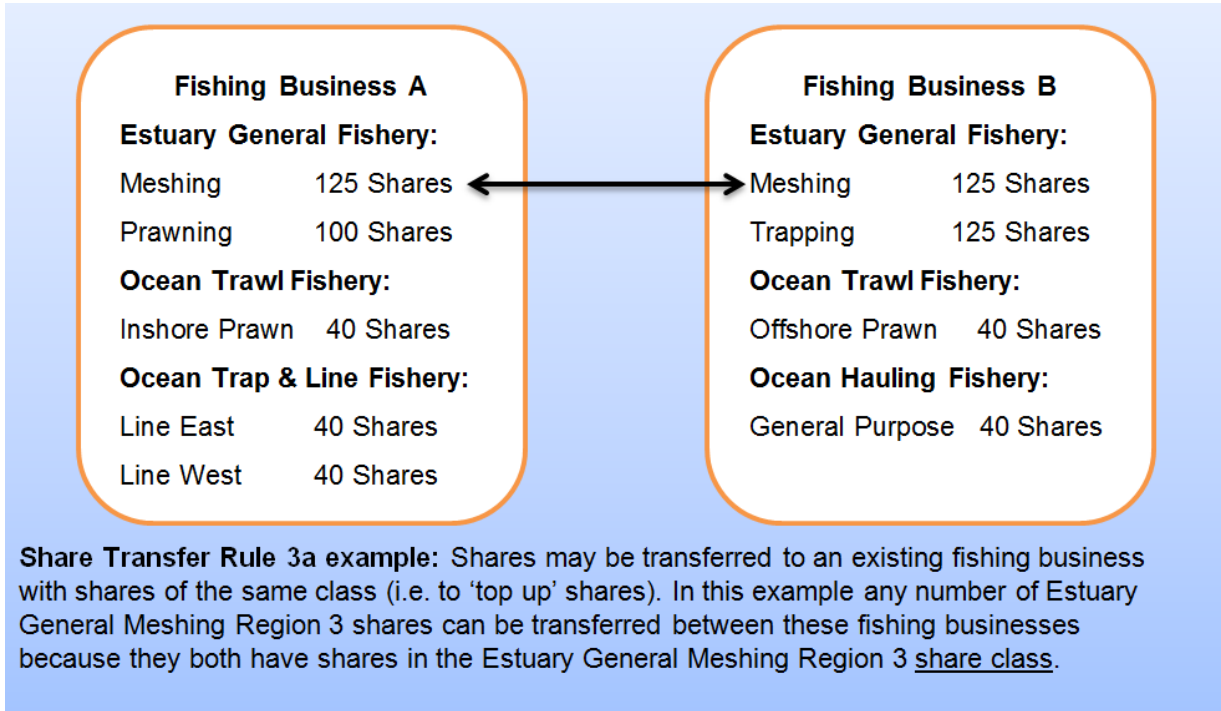 Fishing Business A
Estuary General Fishery:
Meshing 125 Shares
Prawning 100 Shares
Ocean Trawl Fishery:
Inshore Prawn 40 Shares
Ocean Trap & Line Fishery:
Line East 40 Shares
Line West 40 Shares
Fishing Business B
Estuary General Fishery:
Meshing 125 Shares
Trapping 125 Shares
Ocean Trawl Fishery:
Offshore Prawn 40 Shares
Ocean Hauling Fishery:
General Purpose 40 Shares
Share Transfer Rule 3a example: Shares may be transferred to an existing fishing business
with shares of the same class (i.e. to ‘top up’ shares). In this example any number of Estuary
General Meshing Region 3 shares can be transferred between these fishing businesses
because they both have shares in the Estuary General Meshing Region 3 share class.